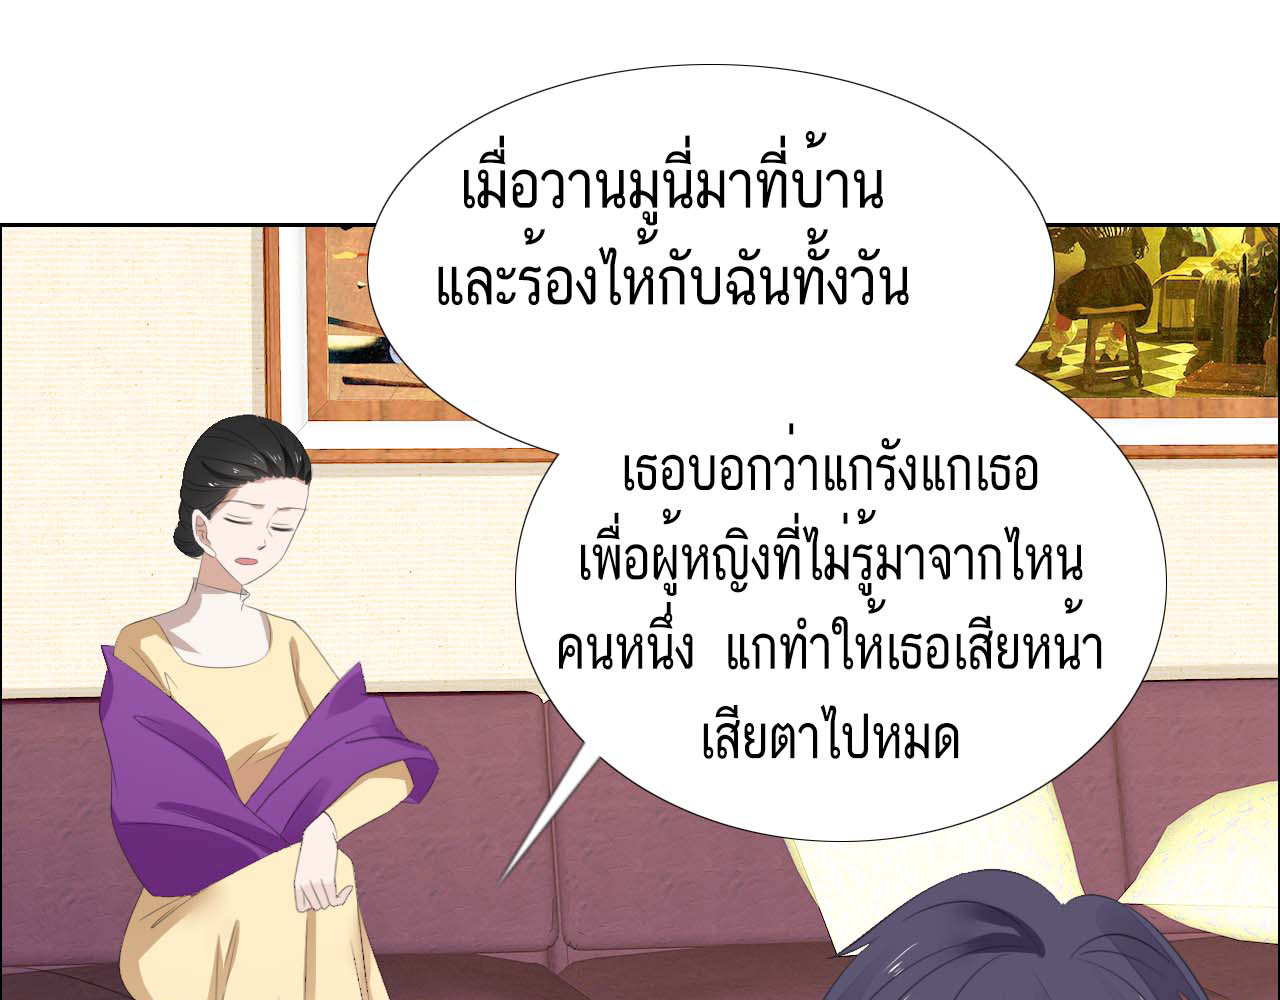 เมื่อวานมูนี่มาที่บ้าน
และร้องไห้กับฉันทั้งวัน
เธอบอกว่าแกรังแกเธอ
เพื่อผู้หญิงที่ไม่รู้มาจากไหน
คนหนึ่ง แกทำให้เธอเสียหน้า
เสียตาไปหมด